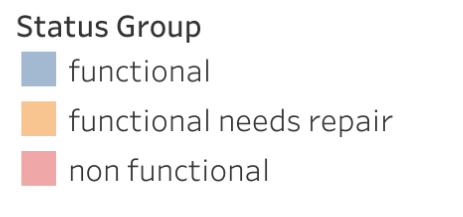 Status Group
functional
functional needs repair
non functional